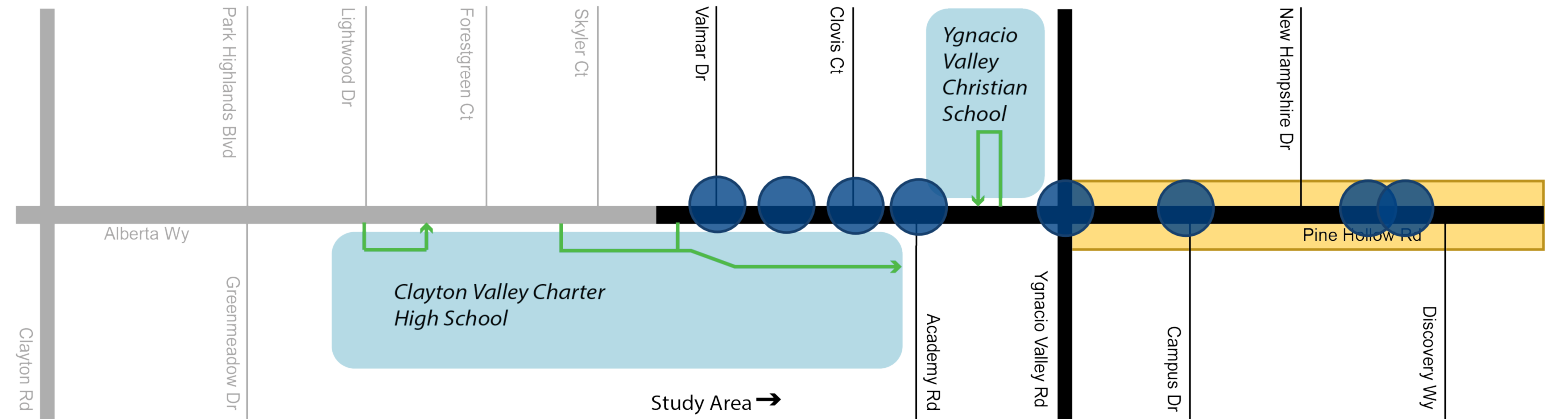 Park Highlands Blvd
Lightwood Dr
Forestgreen Ct
Skyler Ct
Valmar Dr
Clovis Ct
Ygnacio
Valley
Christian
School
New Hampshire Dr
Alberta Wy
Pine Hollow Rd
Clayton Rd
Greenmeadow Dr
Clayton Valley Charter
High School
Academy Rd
Ygnacio Valley Rd
Campus Dr
Discovery Wy
Study Area